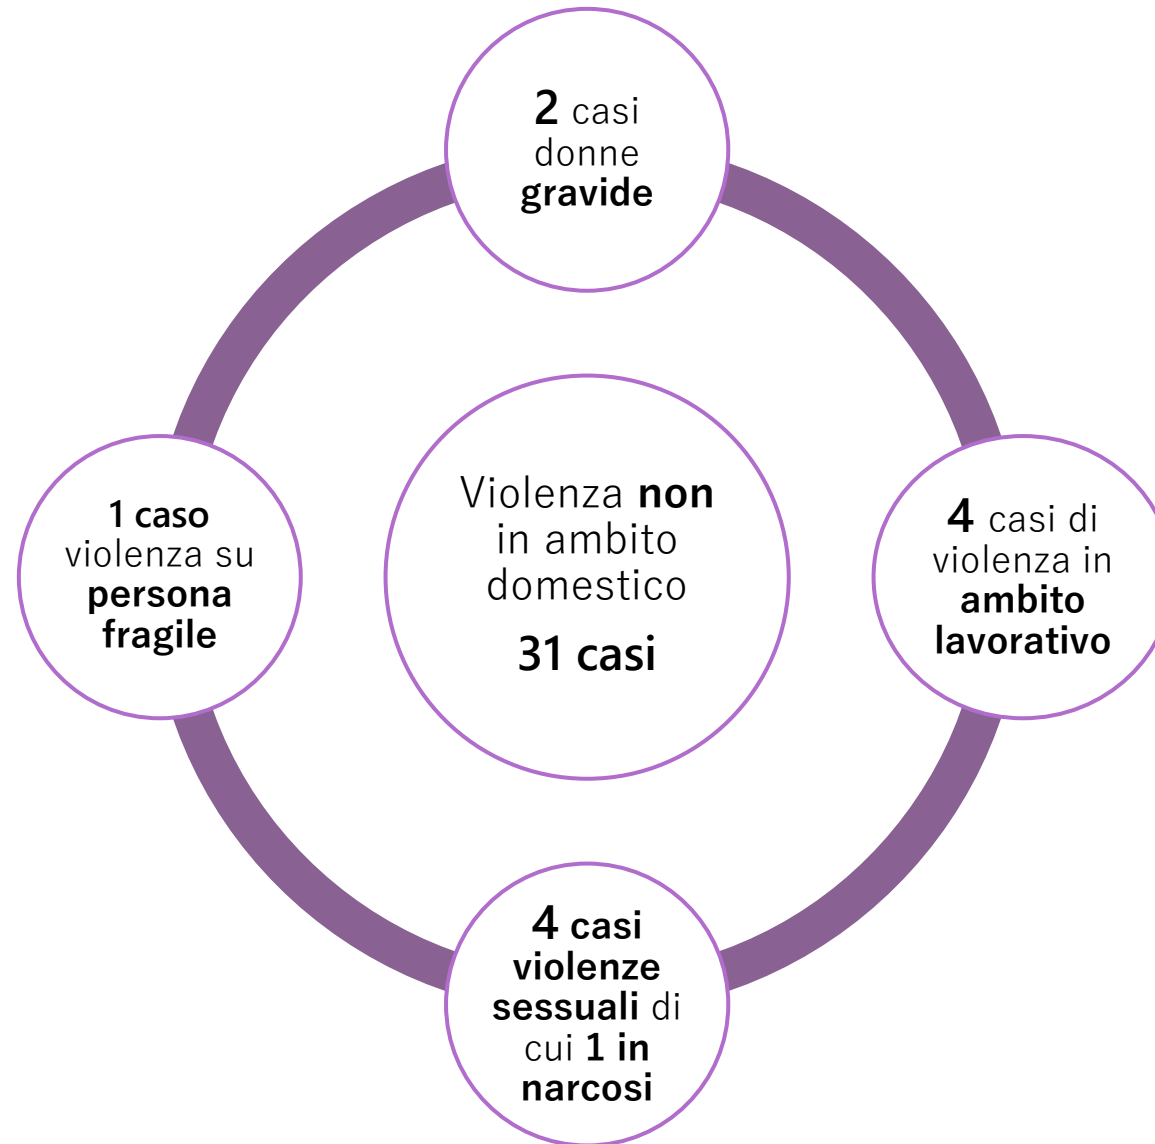 2 casi
donne
gravide
1 caso
violenza su
persona
fragile
Violenza non
in ambito
domestico
31 casi
4 casi di
violenza in
ambito
lavorativo
4 casi
violenze
sessuali di
cui 1 in
narcosi